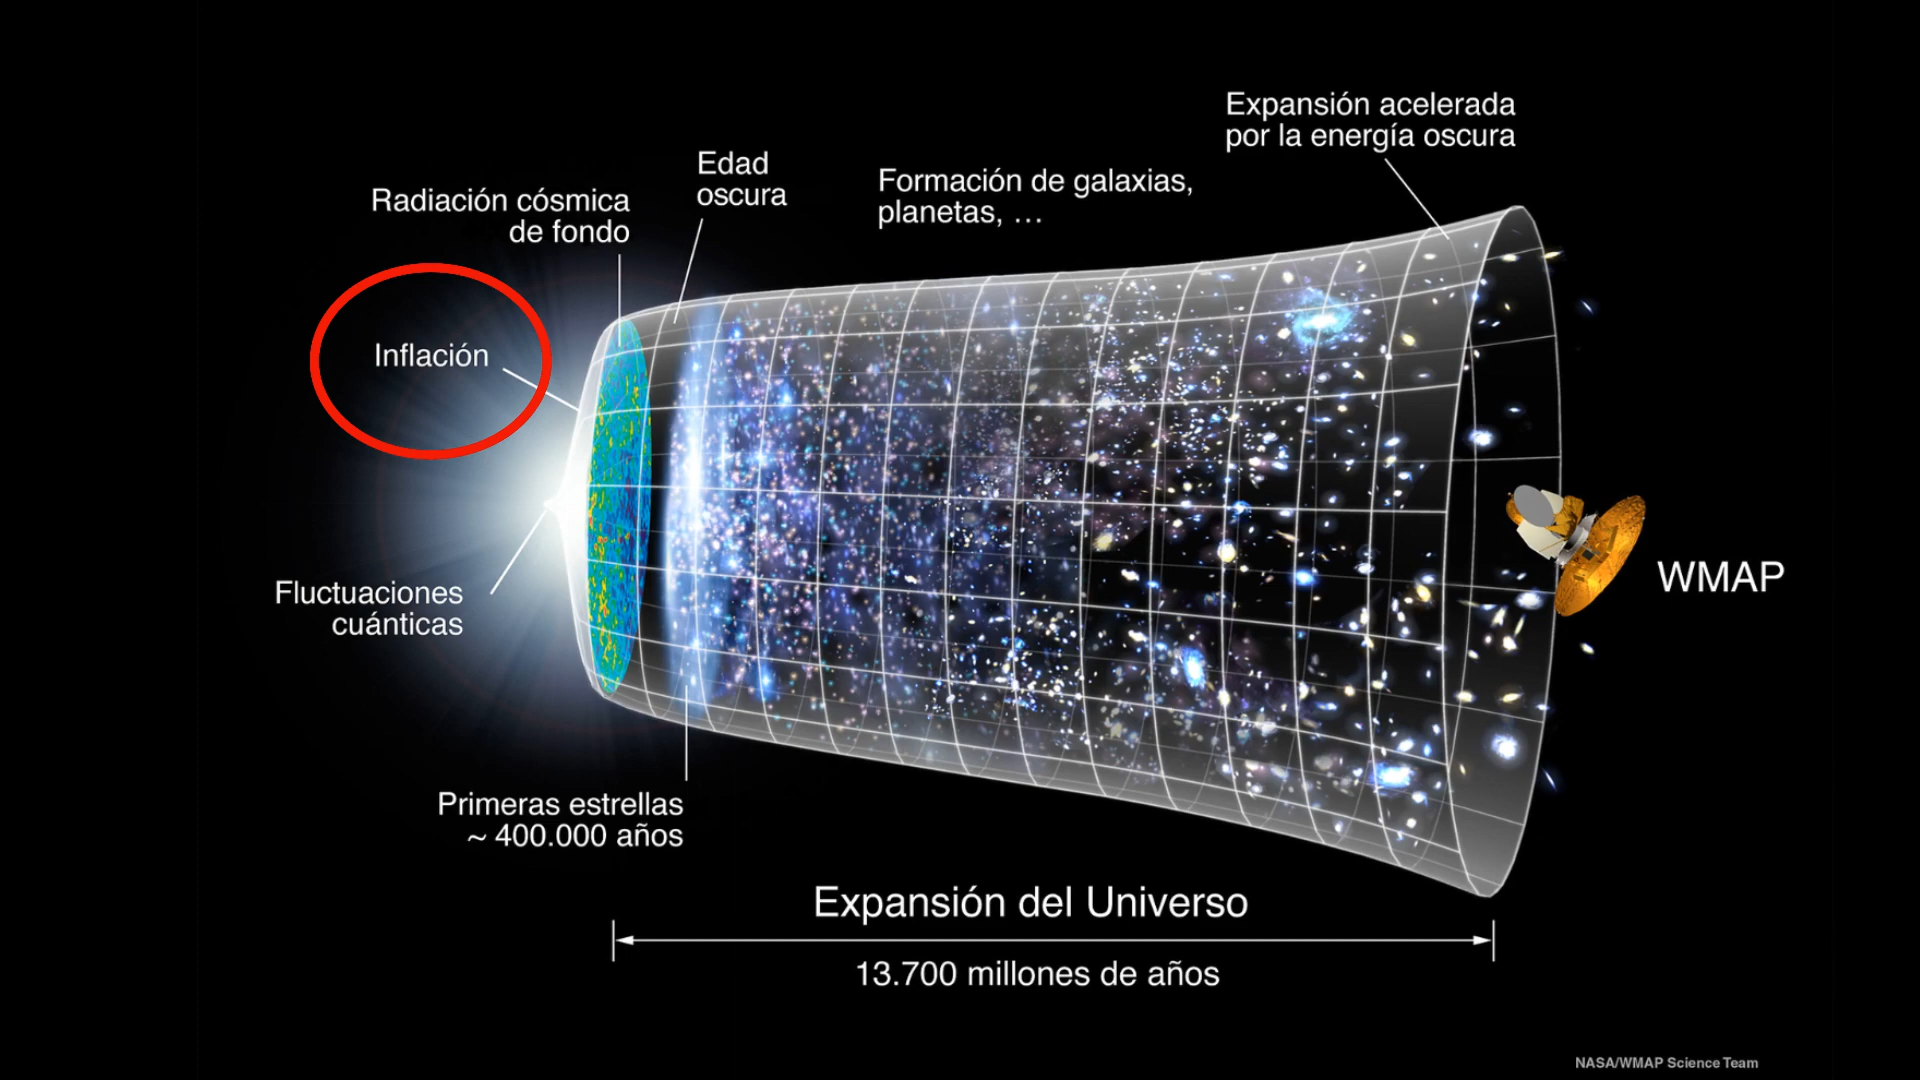 Expansión acelerada
por la energía oscura
Edad
oscura
Formación de galaxias,
planetas, …
Radiación cósmica
de fondo
Inflación
Fluctuaciones
cuánticas
WMAP
Primeras estrellas
~ 400.000 años
Expansión del Universo
13.700 millones de años
NASA/WMAP Science Team